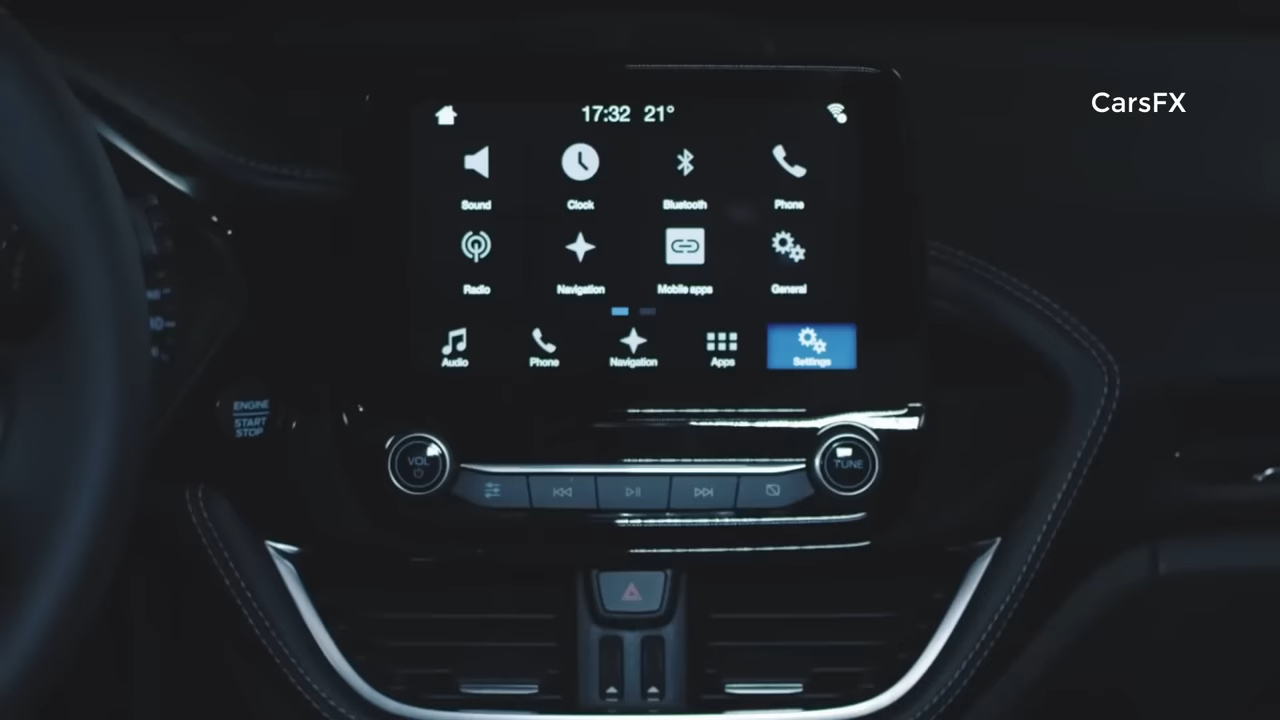 CarsFX
17:32 21°
Sound Clock Bluetooth Phone
Radio Navigation Mobile apps General
Audio Phone Navigation Apps Settings
ENGINE
START
STOP
VOL
TUNE